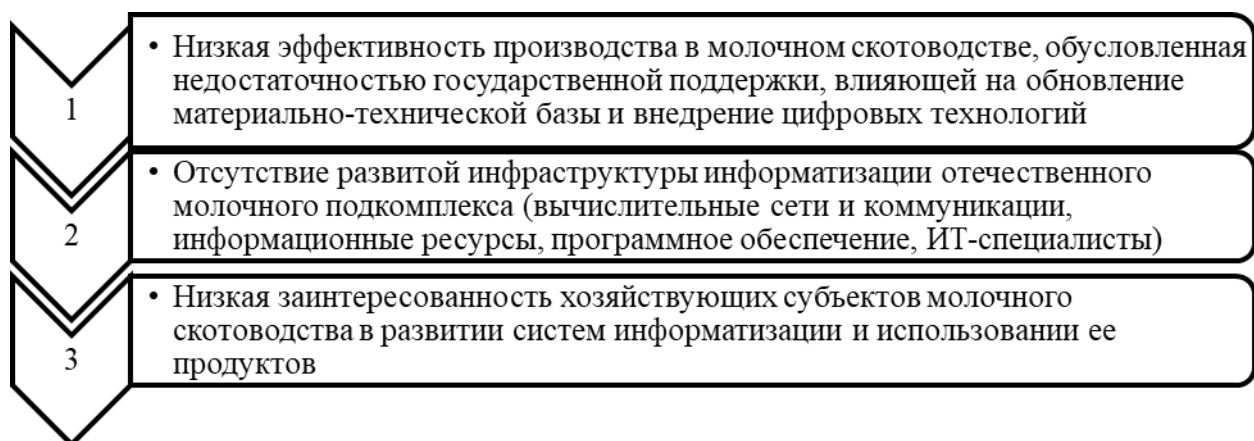 1
• Низкая эффективность производства в молочном скотоводстве, обусловленная
недостаточностью государственной поддержки, влияющей на обновление
материально-технической базы и внедрение цифровых технологий
2
• Отсутствие развитой инфраструктуры информатизации отечественного
молочного подкомплекса (вычислительные сети и коммуникации,
информационные ресурсы, программное обеспечение, ИТ-специалисты)
3
• Низкая заинтересованность хозяйствующих субъектов молочного
скотоводства в развитии систем информатизации и использовании ее
продуктов